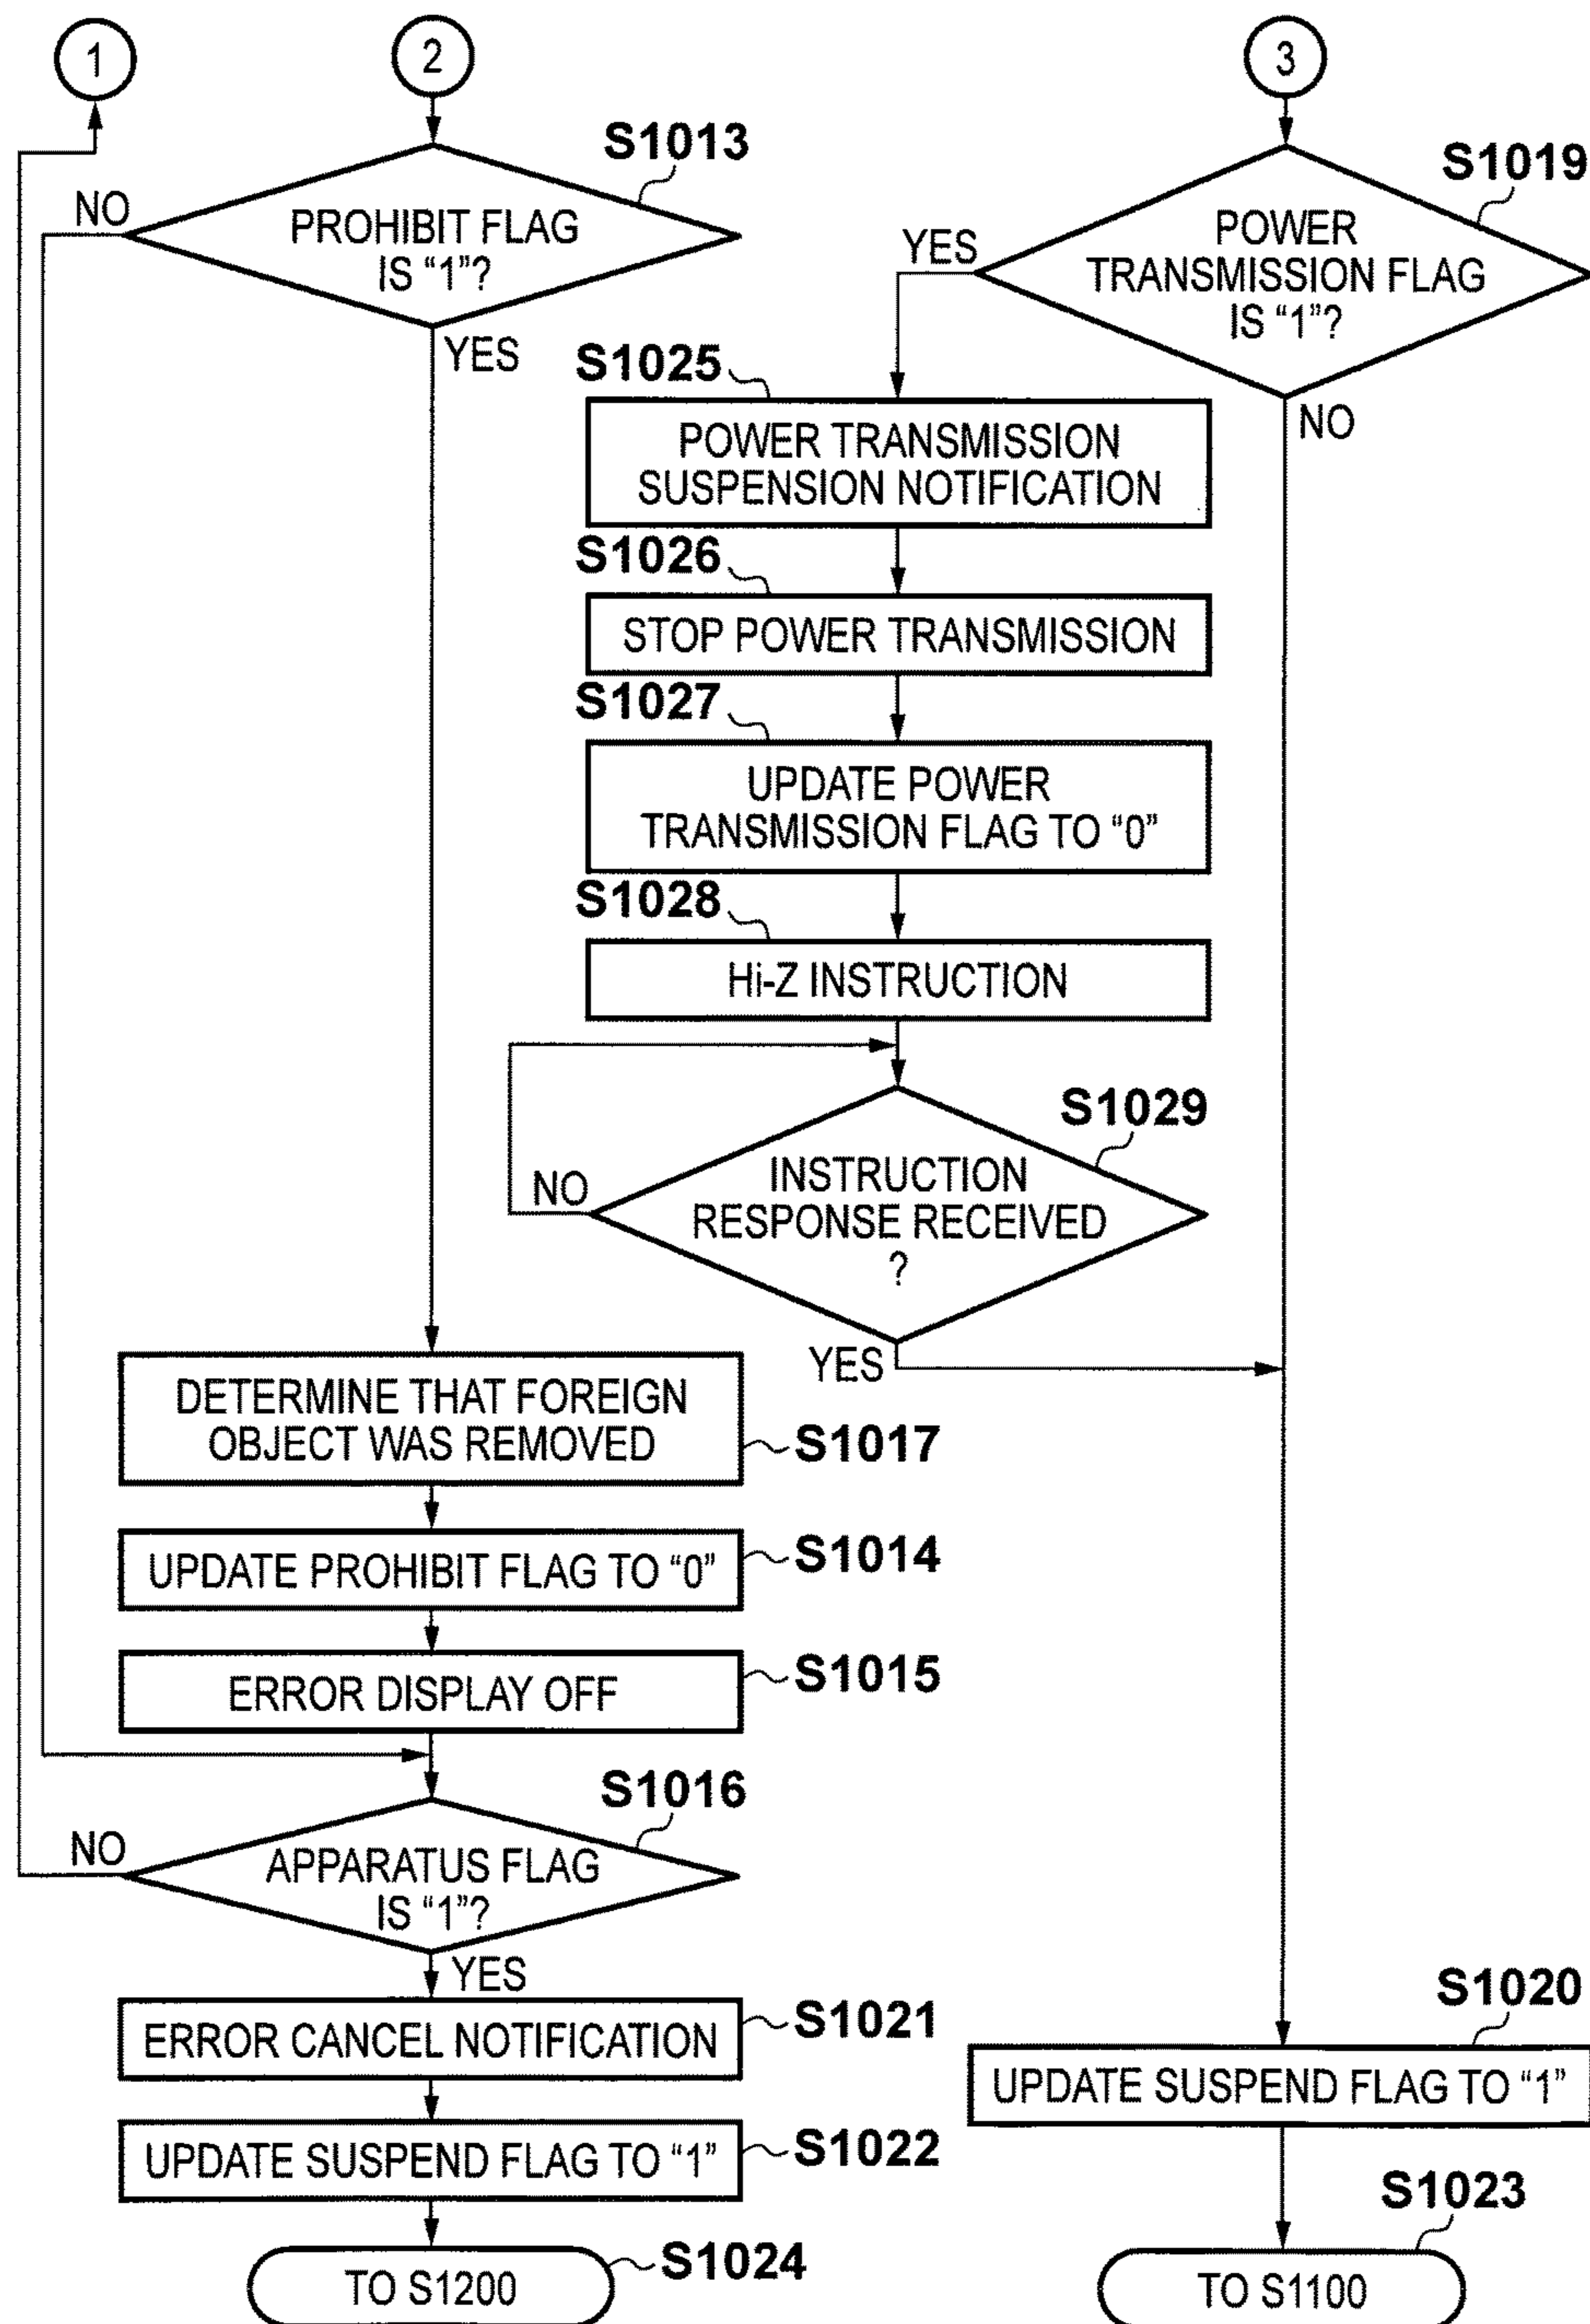 1
2
3
S1013
PROHIBIT FLAG
IS “1”?
NO
YES
S1019
POWER
TRANSMISSION FLAG
IS “1”?
YES
NO
S1025
POWER TRANSMISSION
SUSPENSION NOTIFICATION
S1026
STOP POWER TRANSMISSION
S1027
UPDATE POWER
TRANSMISSION FLAG TO “0”
S1028
Hi-Z INSTRUCTION
S1029
INSTRUCTION
RESPONSE RECEIVED
?
NO
YES
DETERMINE THAT FOREIGN
OBJECT WAS REMOVED
S1017
UPDATE PROHIBIT FLAG TO “0”
S1014
ERROR DISPLAY OFF
S1015
S1016
APPARATUS FLAG
IS “1”?
NO
YES
ERROR CANCEL NOTIFICATION
S1021
UPDATE SUSPEND FLAG TO “1”
S1022
TO S1200
S1024
S1020
UPDATE SUSPEND FLAG TO “1”
S1023
TO S1100